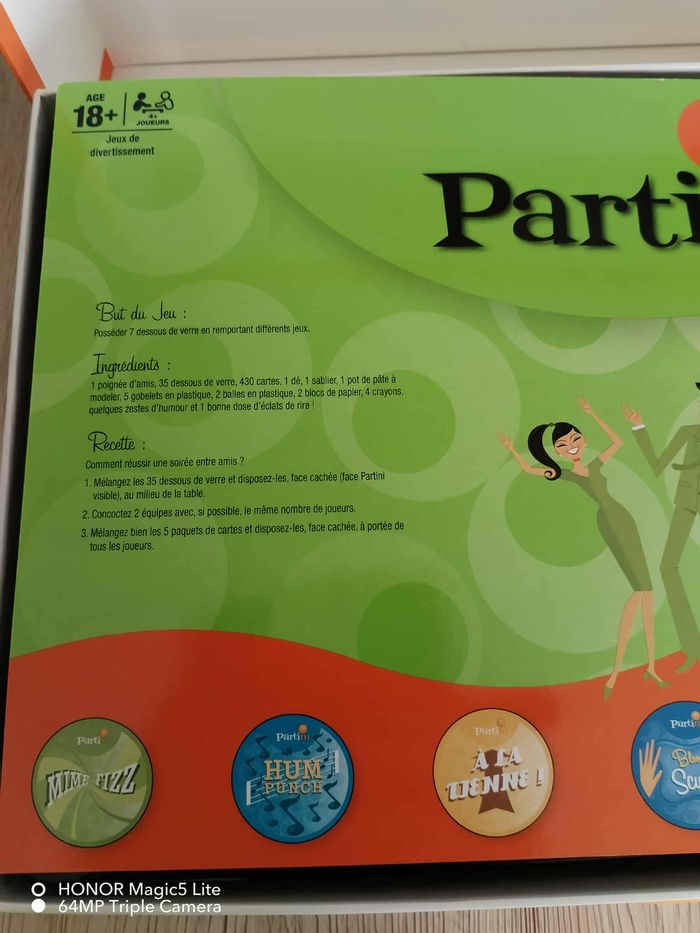 AGE
18+
4+
JOUEURS
Jeux de
divertissement
Parti
But du Jeu :
Posséder 7 dessous de verre en remportant différents jeux.
Ingrédients :
1 poignée d'amis, 35 dessous de verre, 430 cartes, 1 dé, 1 sablier, 1 pot de pâte à
modeler, 5 gobelets en plastique, 2 balles en plastique, 2 blocs de papier, 4 crayons,
quelques zestes d'humour et 1 bonne dose d'éclats de rire !
Recette :
Comment réussir une soirée entre amis ?
1. Mélangez les 35 dessous de verre et disposez-les, face cachée (face Partini
visible), au milieu de la table.
2. Concoctez 2 équipes avec, si possible, le même nombre de joueurs.
3. Mélangez bien les 5 paquets de cartes et disposez-les, face cachée, à portée de
tous les joueurs.
Partini
MIME FIZZ
Partini
HUM
PUNCH
Partini
À LA
TIENNE !
Parti
Scu
HONOR Magic5 Lite
64MP Triple Camera